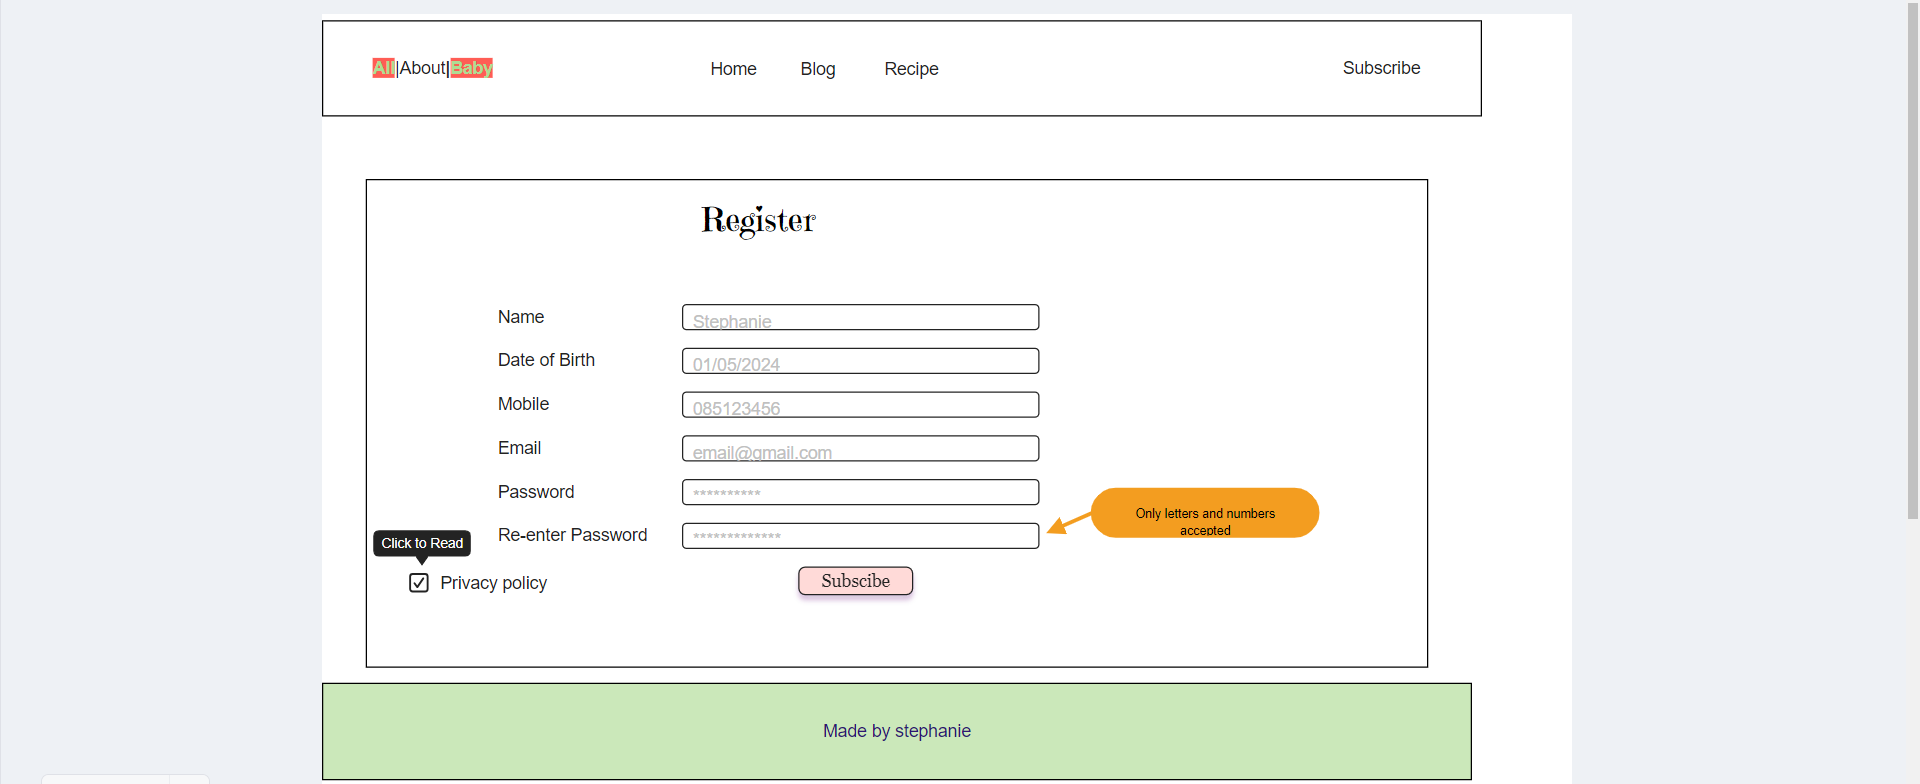 All|About|Baby Home Blog Recipe Subscribe
Register
Name Stephanie
Date of Birth 01/05/2024
Mobile 085123456
Email email@gmail.com
Password **********
Only letters and numbers
accepted
Re-enter Password *************
Click to Read
Privacy policy Subscibe
Made by stephanie